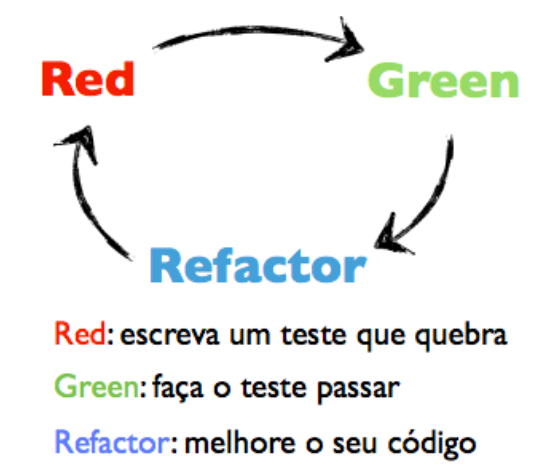 Red
Green
Refactor
Red: escreva um teste que quebra
Green: faça o teste passar
Refactor: melhore o seu código